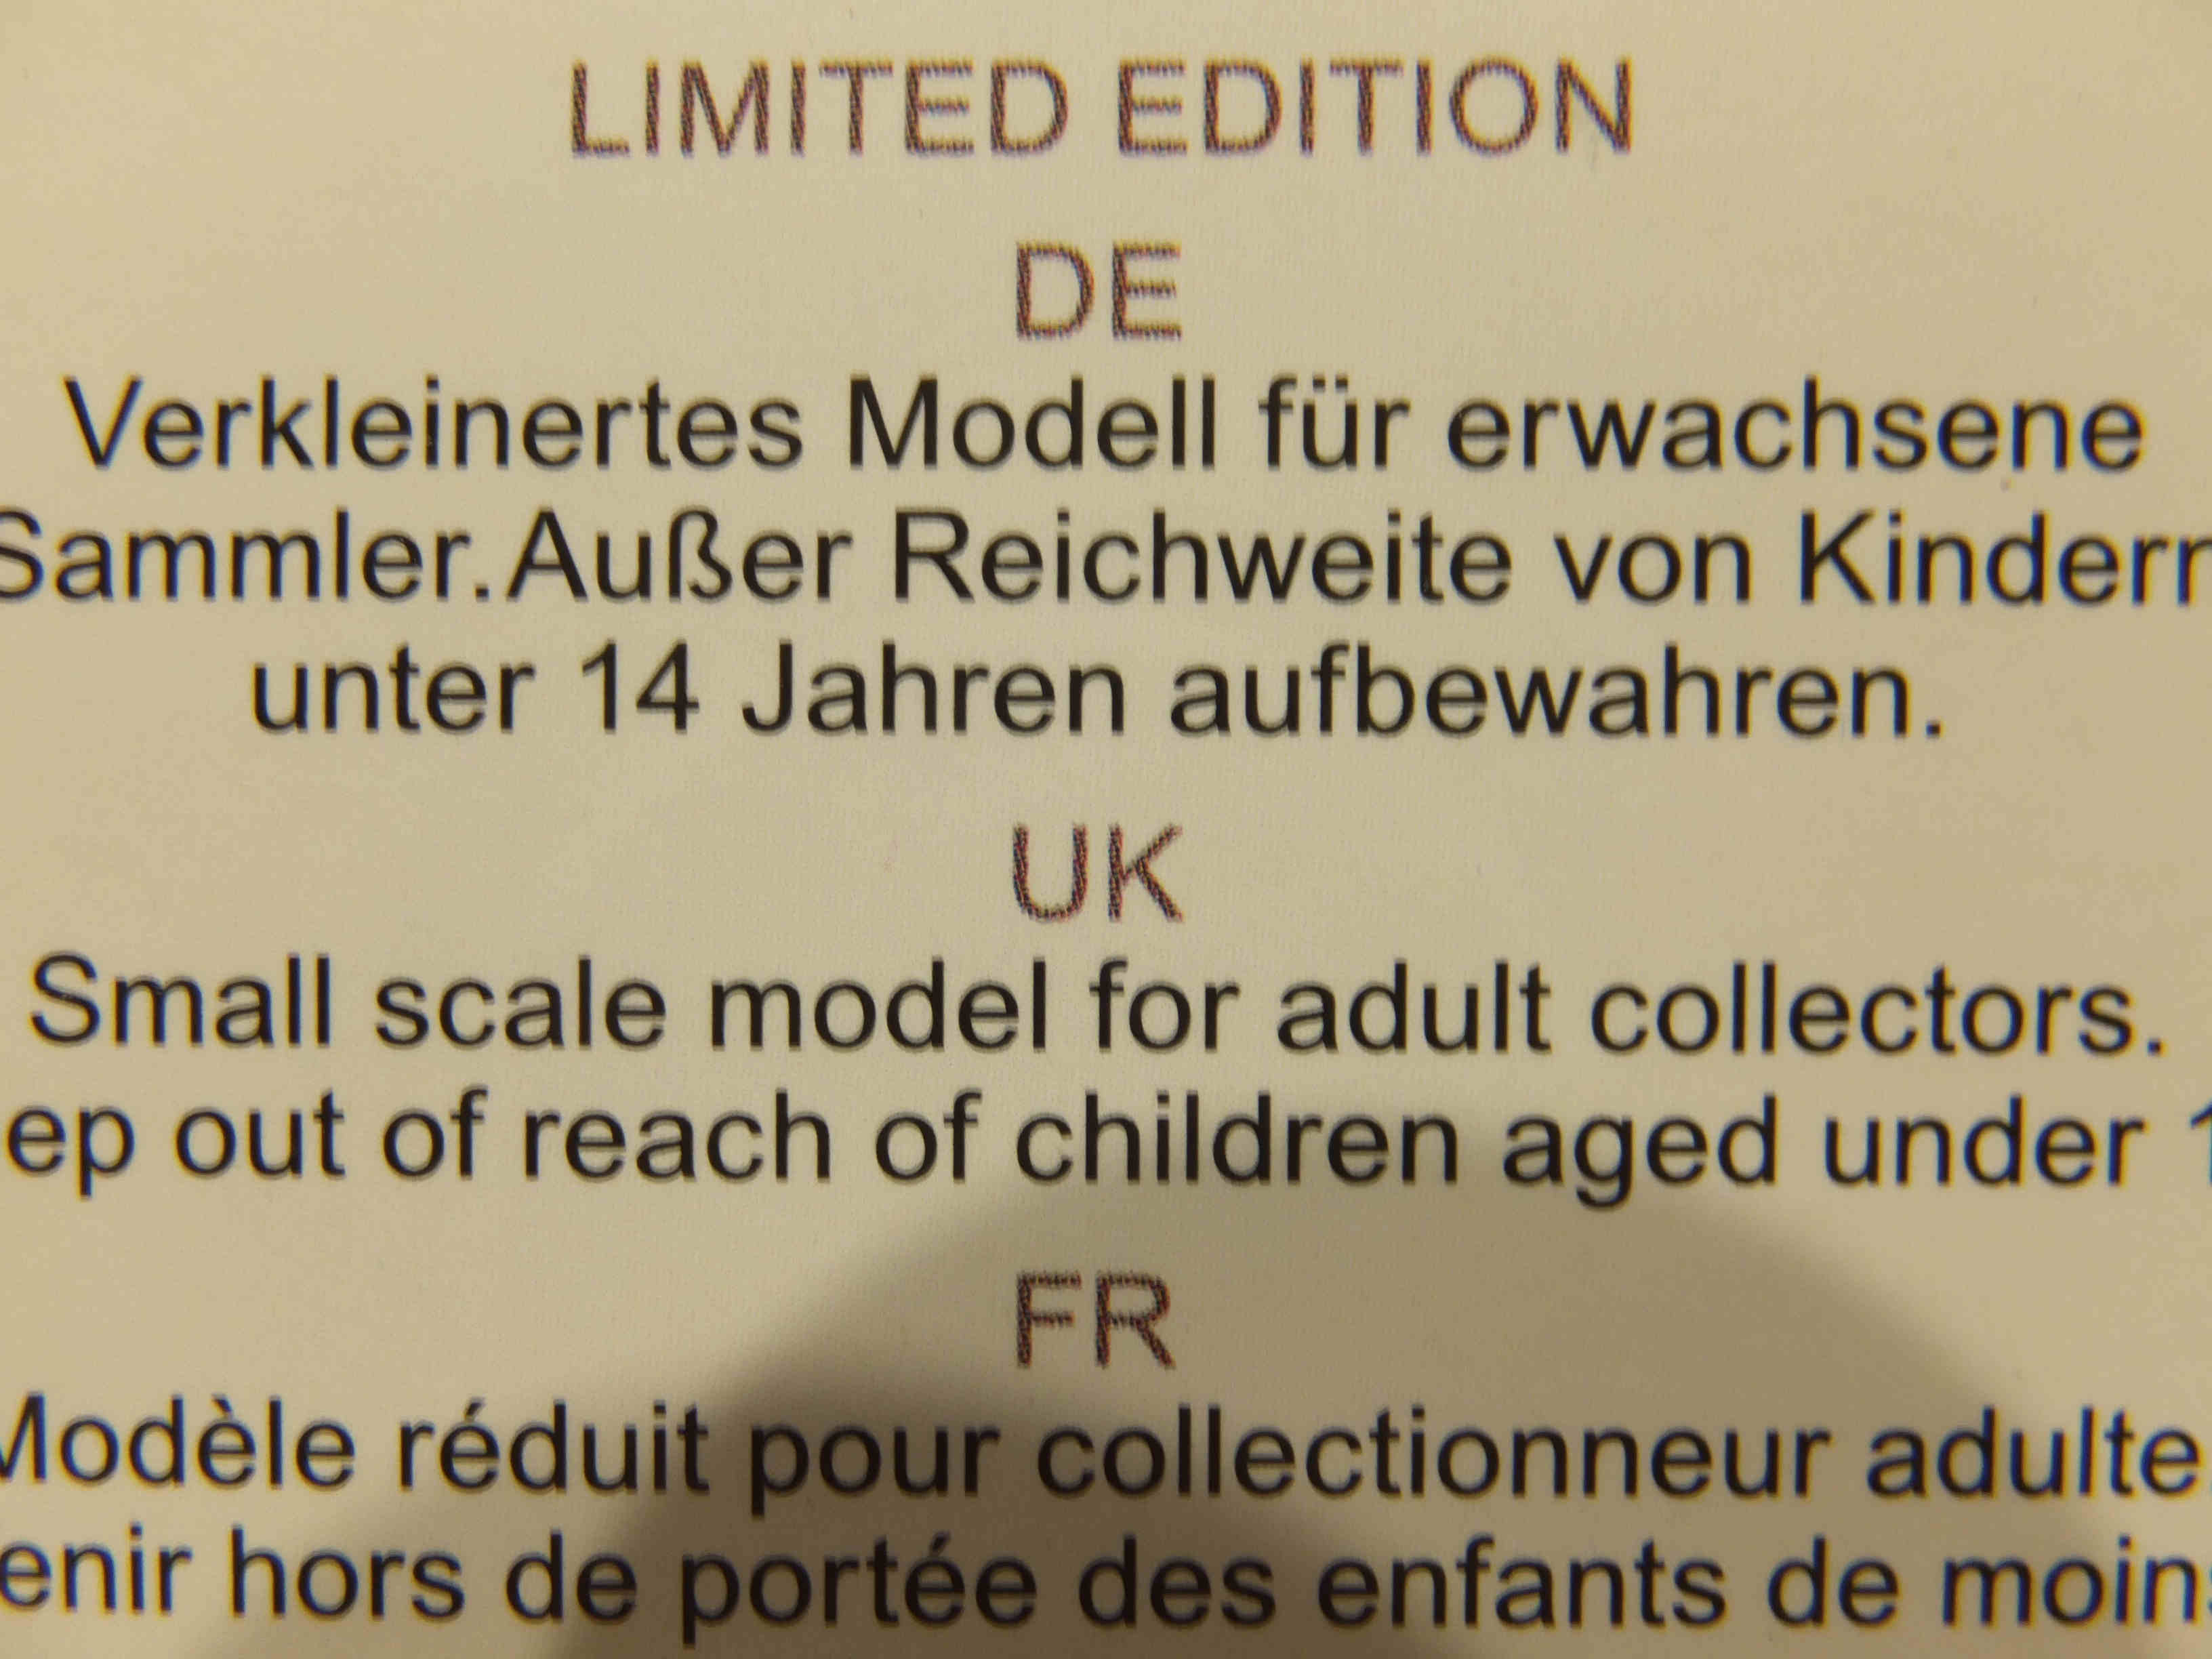 LIMITED EDITION
DE
Verkleinertes Modell für erwachsene
Sammler.Außer Reichweite von Kindern
unter 14 Jahren aufbewahren.
UK
Small scale model for adult collectors.
ep out of reach of children aged under 1
FR
Modèle réduit pour collectionneur adulte.
enir hors de portée des enfants de moins